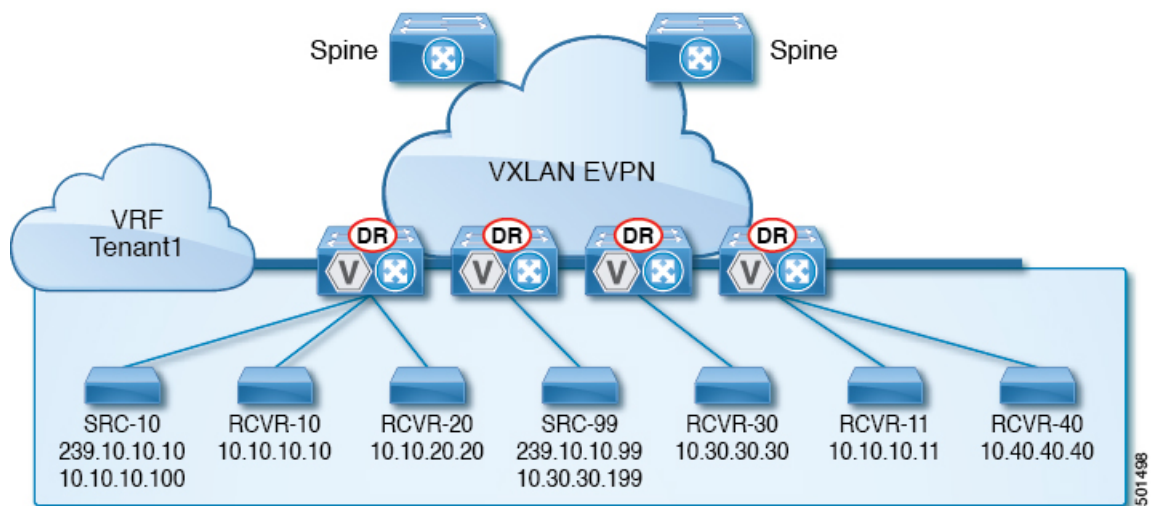 Spine
Spine
VXLAN EVPN
VRF
Tenant1
DR
DR
DR
DR
V
V
V
V
SRC-10
239.10.10.10
10.10.10.100
RCVR-10
10.10.10.10
RCVR-20
10.10.20.20
SRC-99
239.10.10.99
10.30.30.199
RCVR-30
10.30.30.30
RCVR-11
10.10.10.11
RCVR-40
10.40.40.40
501498